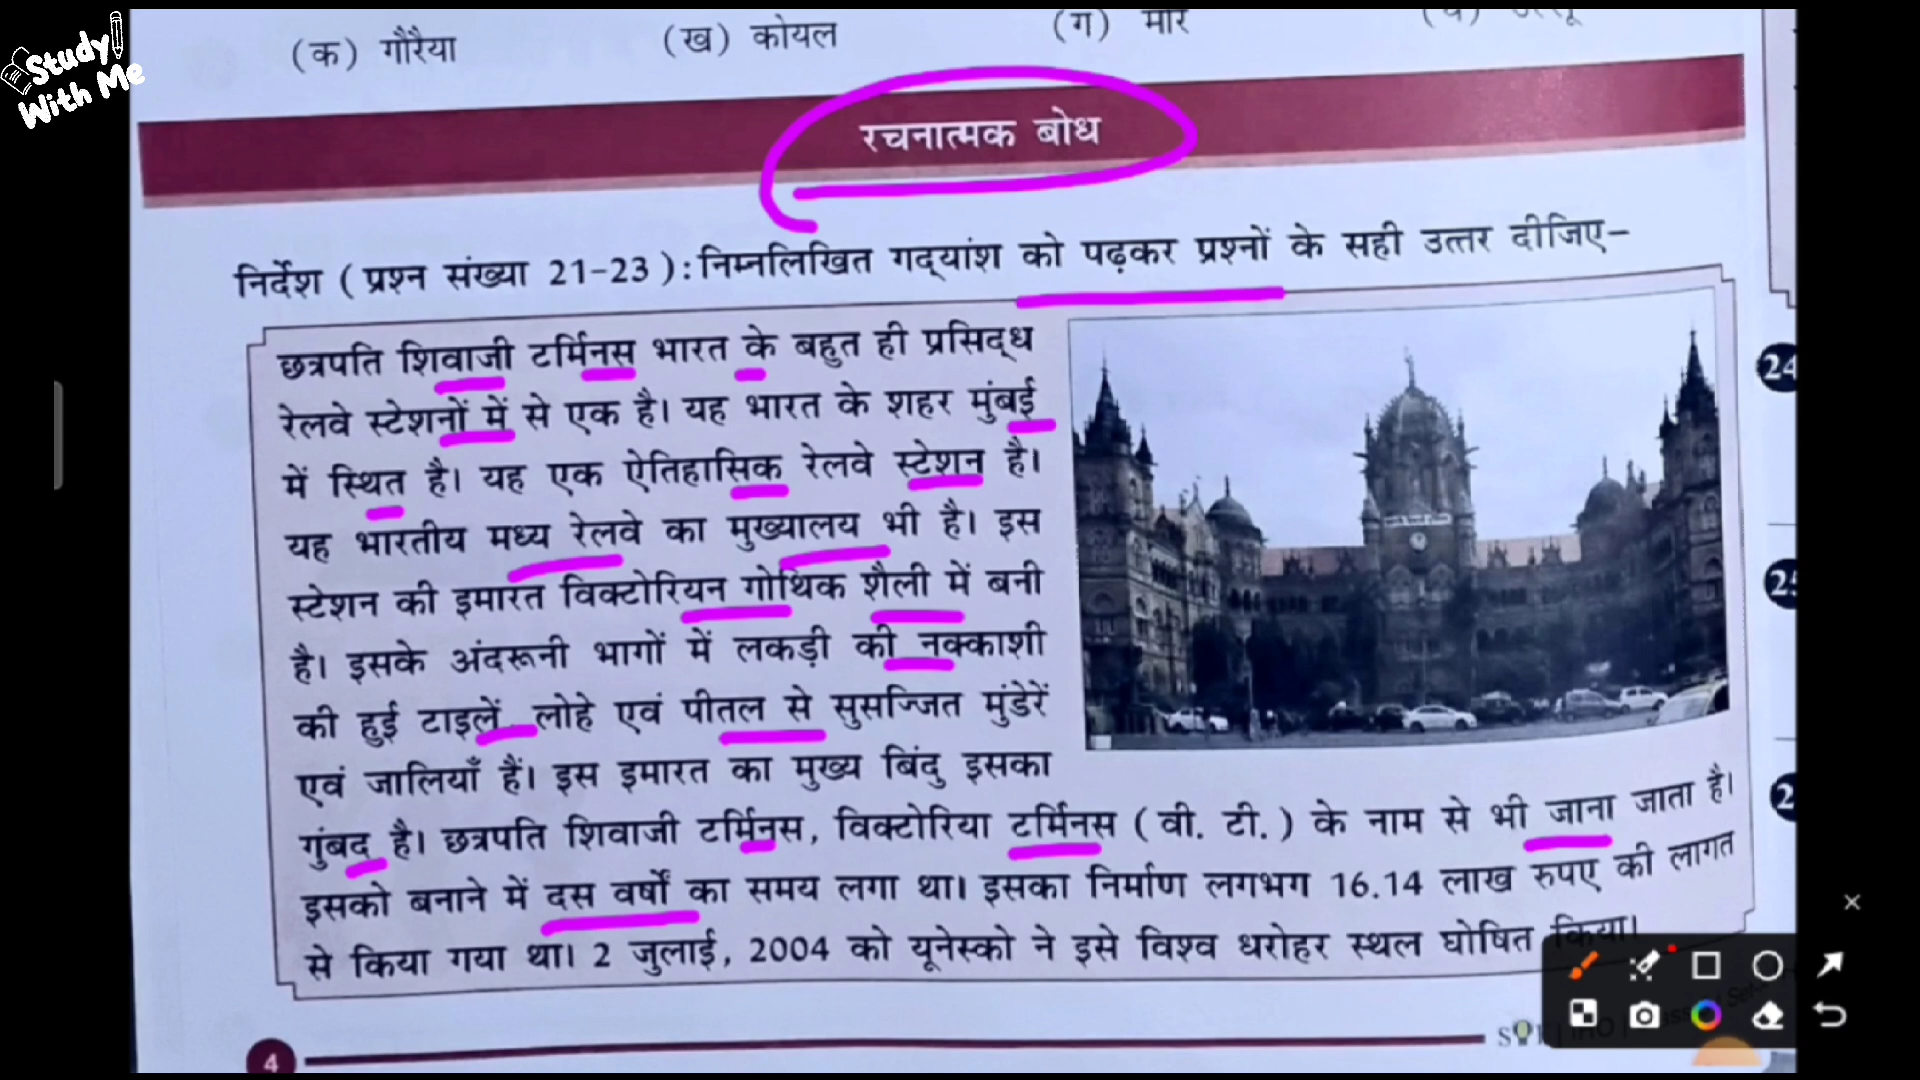 Study
With Me
(क) गौरैया (ख) कोयल (ग) मोर
रचनात्मक बोध
निर्देश ( प्रश्न संख्या 21-23 ) : निम्नलिखित गद्यांश को पढ़कर प्रश्नों के सही उत्तर दीजिए-
छत्रपति शिवाजी टर्मिनस भारत के बहुत ही प्रसिद्ध
रेलवे स्टेशनों में से एक है। यह भारत के शहर मुंबई
में स्थित है। यह एक ऐतिहासिक रेलवे स्टेशन है।
यह भारतीय मध्य रेलवे का मुख्यालय भी है। इस
स्टेशन की इमारत विक्टोरियन गोथिक शैली में बनी
है। इसके अंदरूनी भागों में लकड़ी की नक्काशी
की हुई टाइलें लोहे एवं पीतल से सुसज्जित मुंडेरें
एवं जालियाँ हैं। इस इमारत का मुख्य बिंदु इसका
गुंबद है। छत्रपति शिवाजी टर्मिनस, विक्टोरिया टर्मिनस ( वी. टी. ) के नाम से भी जाना जाता है।
इसको बनाने में दस वर्षों का समय लगा था। इसका निर्माण लगभग 16.14 लाख रुपए की लागत
से किया गया था। 2 जुलाई, 2004 को यूनेस्को ने इसे विश्व धरोहर स्थल घोषित किया।
24
4